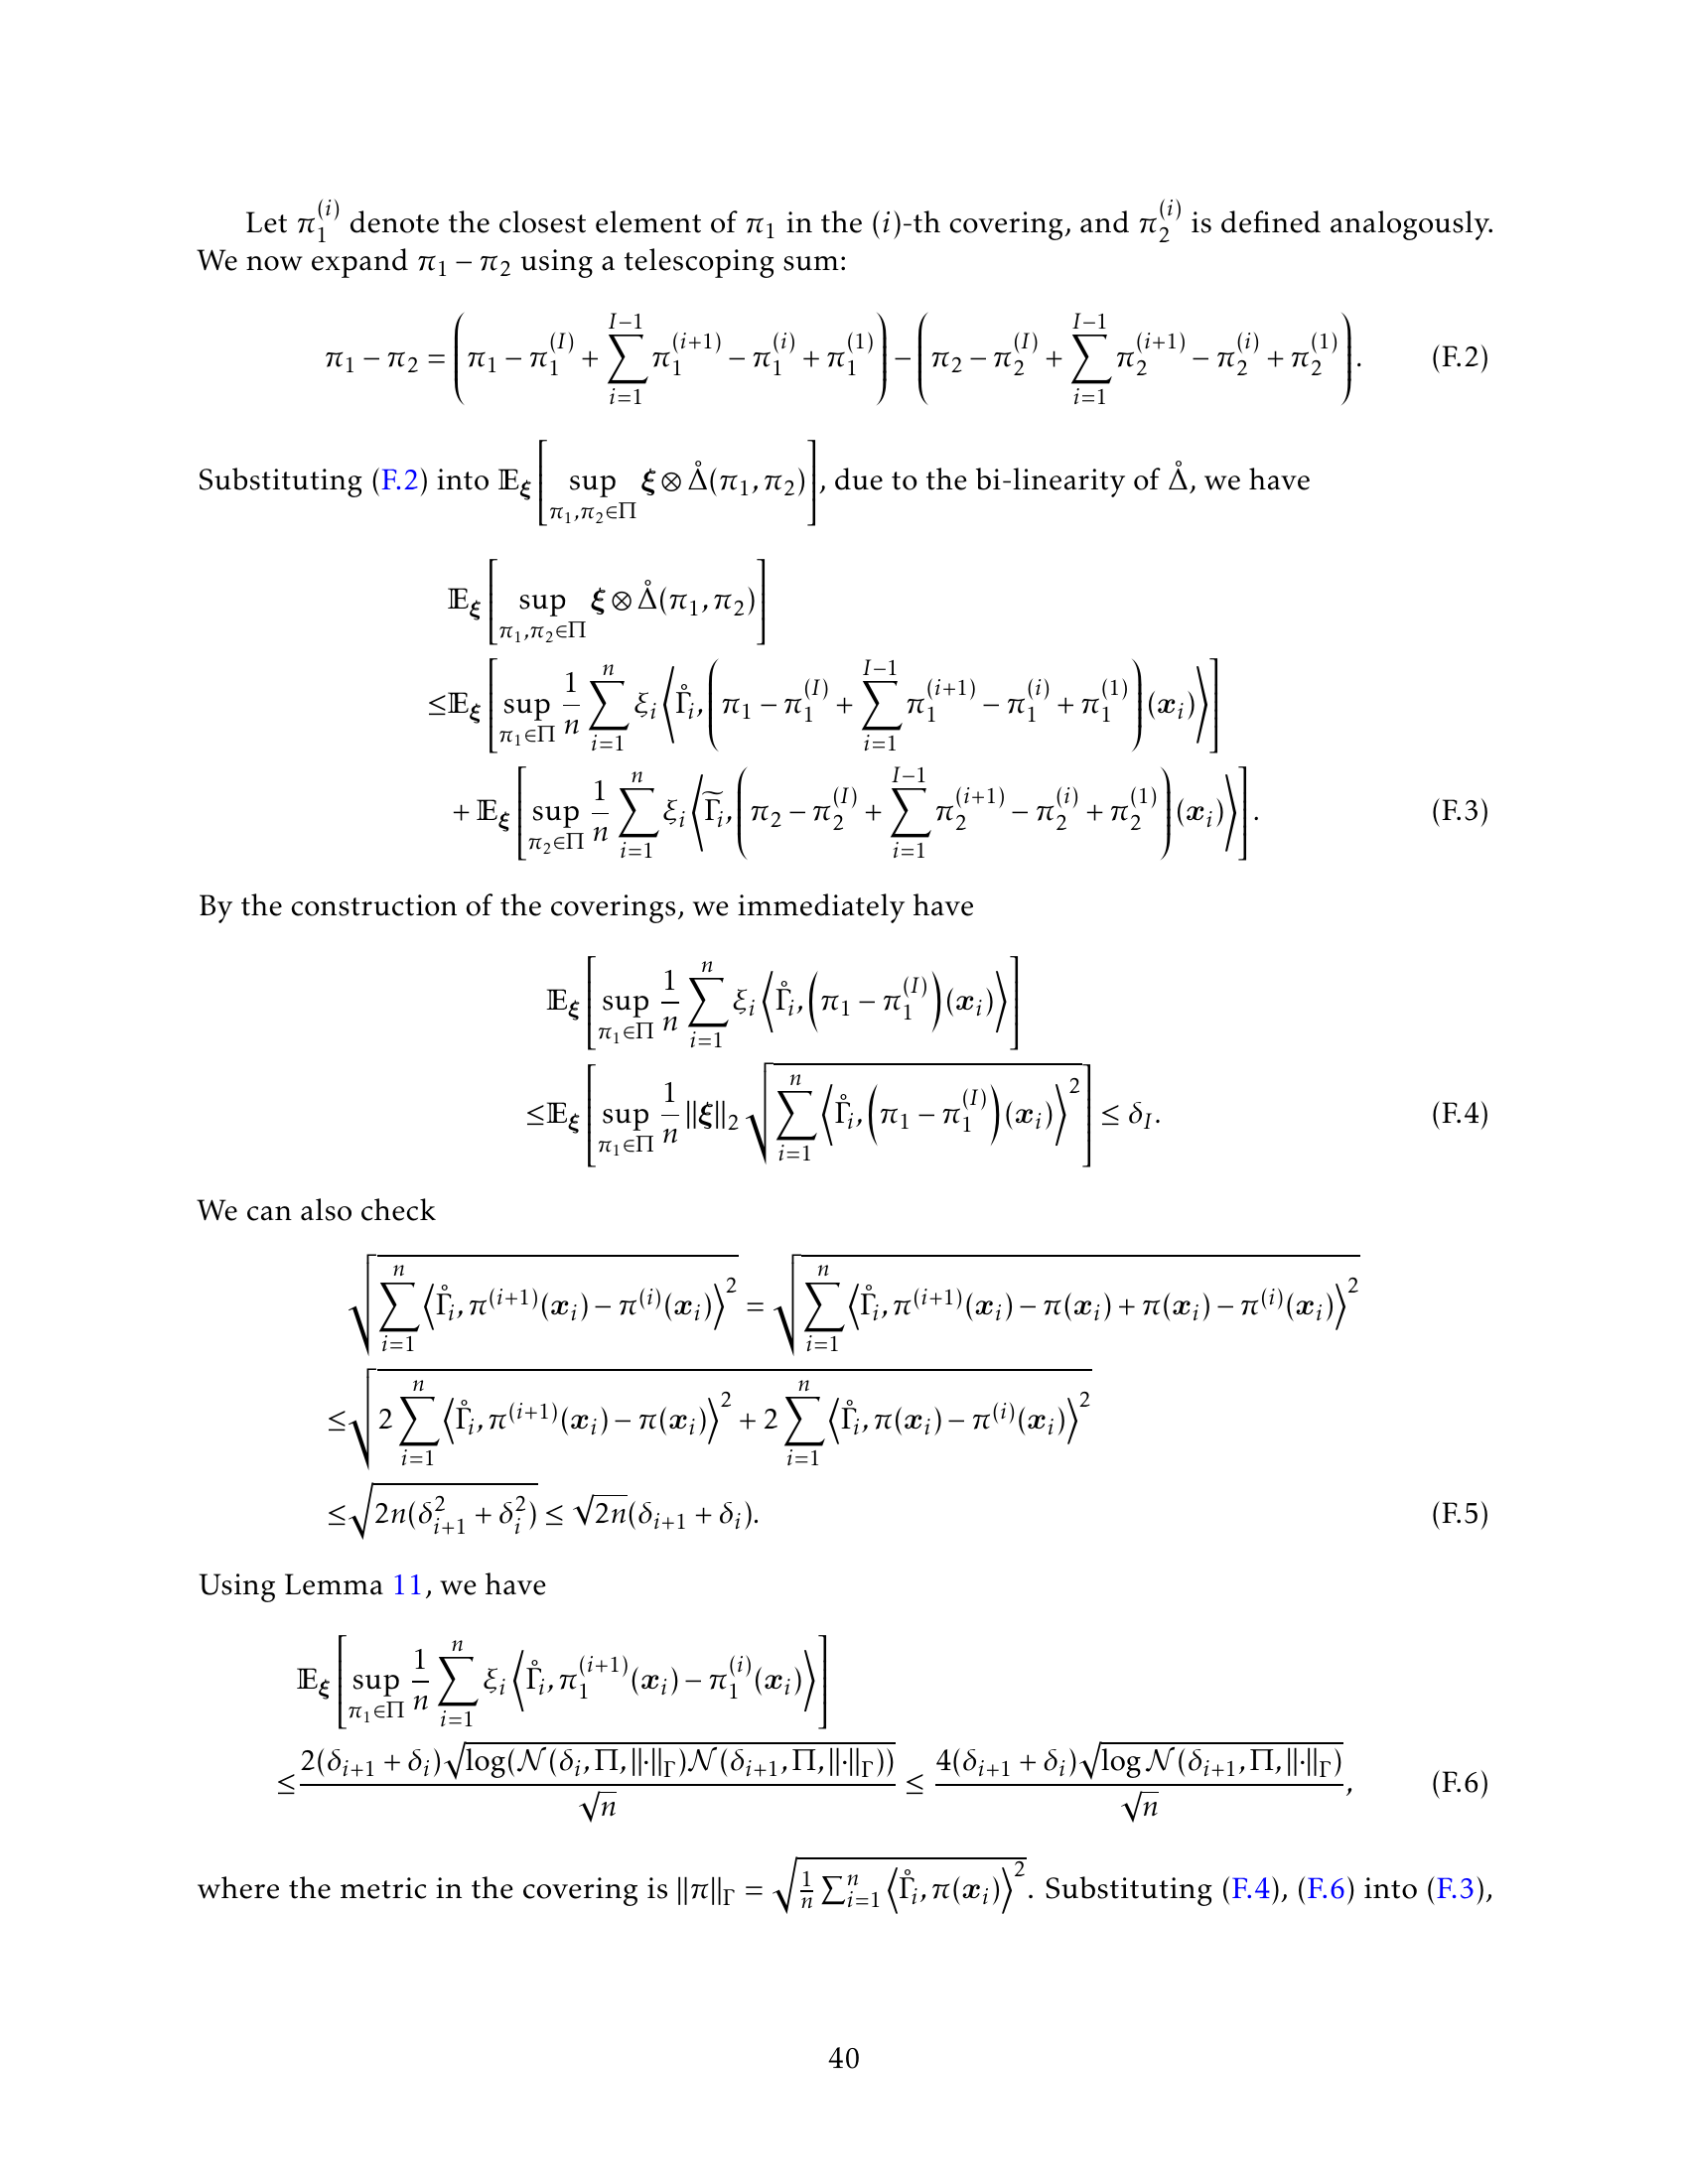 Let $\pi_1^{(i)}$ denote the closest element of $\pi_1$ in the $(i)$-th covering, and $\pi_2^{(i)}$ is defined analogously.
We now expand $\pi_1 - \pi_2$ using a telescoping sum:
$\pi_1 - \pi_2 = \left( \pi_1 - \pi_1^{(I)} + \sum_{i=1}^{I-1} \pi_1^{(i+1)} - \pi_1^{(i)} + \pi_1^{(1)} \right) - \left( \pi_2 - \pi_2^{(I)} + \sum_{i=1}^{I-1} \pi_2^{(i+1)} - \pi_2^{(i)} + \pi_2^{(1)} \right).$ (F.2)
Substituting (F.2) into $\mathbb{E}_{\boldsymbol{\xi}} \left[ \sup_{\pi_1, \pi_2 \in \Pi} \boldsymbol{\xi} \otimes \mathring{\Delta}(\pi_1, \pi_2) \right]$, due to the bi-linearity of $\mathring{\Delta}$, we have
$\mathbb{E}_{\boldsymbol{\xi}} \left[ \sup_{\pi_1, \pi_2 \in \Pi} \boldsymbol{\xi} \otimes \mathring{\Delta}(\pi_1, \pi_2) \right]$
$\leq \mathbb{E}_{\boldsymbol{\xi}} \left[ \sup_{\pi_1 \in \Pi} \frac{1}{n} \sum_{i=1}^{n} \xi_i \left\langle \mathring{\Gamma}_i, \left( \pi_1 - \pi_1^{(I)} + \sum_{i=1}^{I-1} \pi_1^{(i+1)} - \pi_1^{(i)} + \pi_1^{(1)} \right) (\boldsymbol{x}_i) \right\rangle \right]$
$+ \mathbb{E}_{\boldsymbol{\xi}} \left[ \sup_{\pi_2 \in \Pi} \frac{1}{n} \sum_{i=1}^{n} \xi_i \left\langle \widetilde{\Gamma}_i, \left( \pi_2 - \pi_2^{(I)} + \sum_{i=1}^{I-1} \pi_2^{(i+1)} - \pi_2^{(i)} + \pi_2^{(1)} \right) (\boldsymbol{x}_i) \right\rangle \right].$ (F.3)
By the construction of the coverings, we immediately have
$\mathbb{E}_{\boldsymbol{\xi}} \left[ \sup_{\pi_1 \in \Pi} \frac{1}{n} \sum_{i=1}^{n} \xi_i \left\langle \mathring{\Gamma}_i, \left( \pi_1 - \pi_1^{(I)} \right) (\boldsymbol{x}_i) \right\rangle \right]$
$\leq \mathbb{E}_{\boldsymbol{\xi}} \left[ \sup_{\pi_1 \in \Pi} \frac{1}{n} \|\boldsymbol{\xi}\|_2 \sqrt{\sum_{i=1}^{n} \left\langle \mathring{\Gamma}_i, \left( \pi_1 - \pi_1^{(I)} \right) (\boldsymbol{x}_i) \right\rangle^2} \right] \leq \delta_I.$ (F.4)
We can also check
$\sqrt{\sum_{i=1}^{n} \left\langle \mathring{\Gamma}_i, \pi^{(i+1)}(\boldsymbol{x}_i) - \pi^{(i)}(\boldsymbol{x}_i) \right\rangle^2} = \sqrt{\sum_{i=1}^{n} \left\langle \mathring{\Gamma}_i, \pi^{(i+1)}(\boldsymbol{x}_i) - \pi(\boldsymbol{x}_i) + \pi(\boldsymbol{x}_i) - \pi^{(i)}(\boldsymbol{x}_i) \right\rangle^2}$
$\leq \sqrt{2 \sum_{i=1}^{n} \left\langle \mathring{\Gamma}_i, \pi^{(i+1)}(\boldsymbol{x}_i) - \pi(\boldsymbol{x}_i) \right\rangle^2 + 2 \sum_{i=1}^{n} \left\langle \mathring{\Gamma}_i, \pi(\boldsymbol{x}_i) - \pi^{(i)}(\boldsymbol{x}_i) \right\rangle^2}$
$\leq \sqrt{2n(\delta_{i+1}^2 + \delta_i^2)} \leq \sqrt{2n}(\delta_{i+1} + \delta_i).$ (F.5)
Using Lemma 11, we have
$\mathbb{E}_{\boldsymbol{\xi}} \left[ \sup_{\pi_1 \in \Pi} \frac{1}{n} \sum_{i=1}^{n} \xi_i \left\langle \mathring{\Gamma}_i, \pi_1^{(i+1)}(\boldsymbol{x}_i) - \pi_1^{(i)}(\boldsymbol{x}_i) \right\rangle \right]$
$\leq \frac{2(\delta_{i+1} + \delta_i)\sqrt{\log(\mathcal{N}(\delta_i, \Pi, \|\cdot\|_\Gamma)\mathcal{N}(\delta_{i+1}, \Pi, \|\cdot\|_\Gamma))}}{\sqrt{n}} \leq \frac{4(\delta_{i+1} + \delta_i)\sqrt{\log \mathcal{N}(\delta_{i+1}, \Pi, \|\cdot\|_\Gamma)}}{\sqrt{n}},$ (F.6)
where the metric in the covering is $\|\pi\|_\Gamma = \sqrt{\frac{1}{n} \sum_{i=1}^{n} \left\langle \mathring{\Gamma}_i, \pi(\boldsymbol{x}_i) \right\rangle^2}$. Substituting (F.4), (F.6) into (F.3),
40